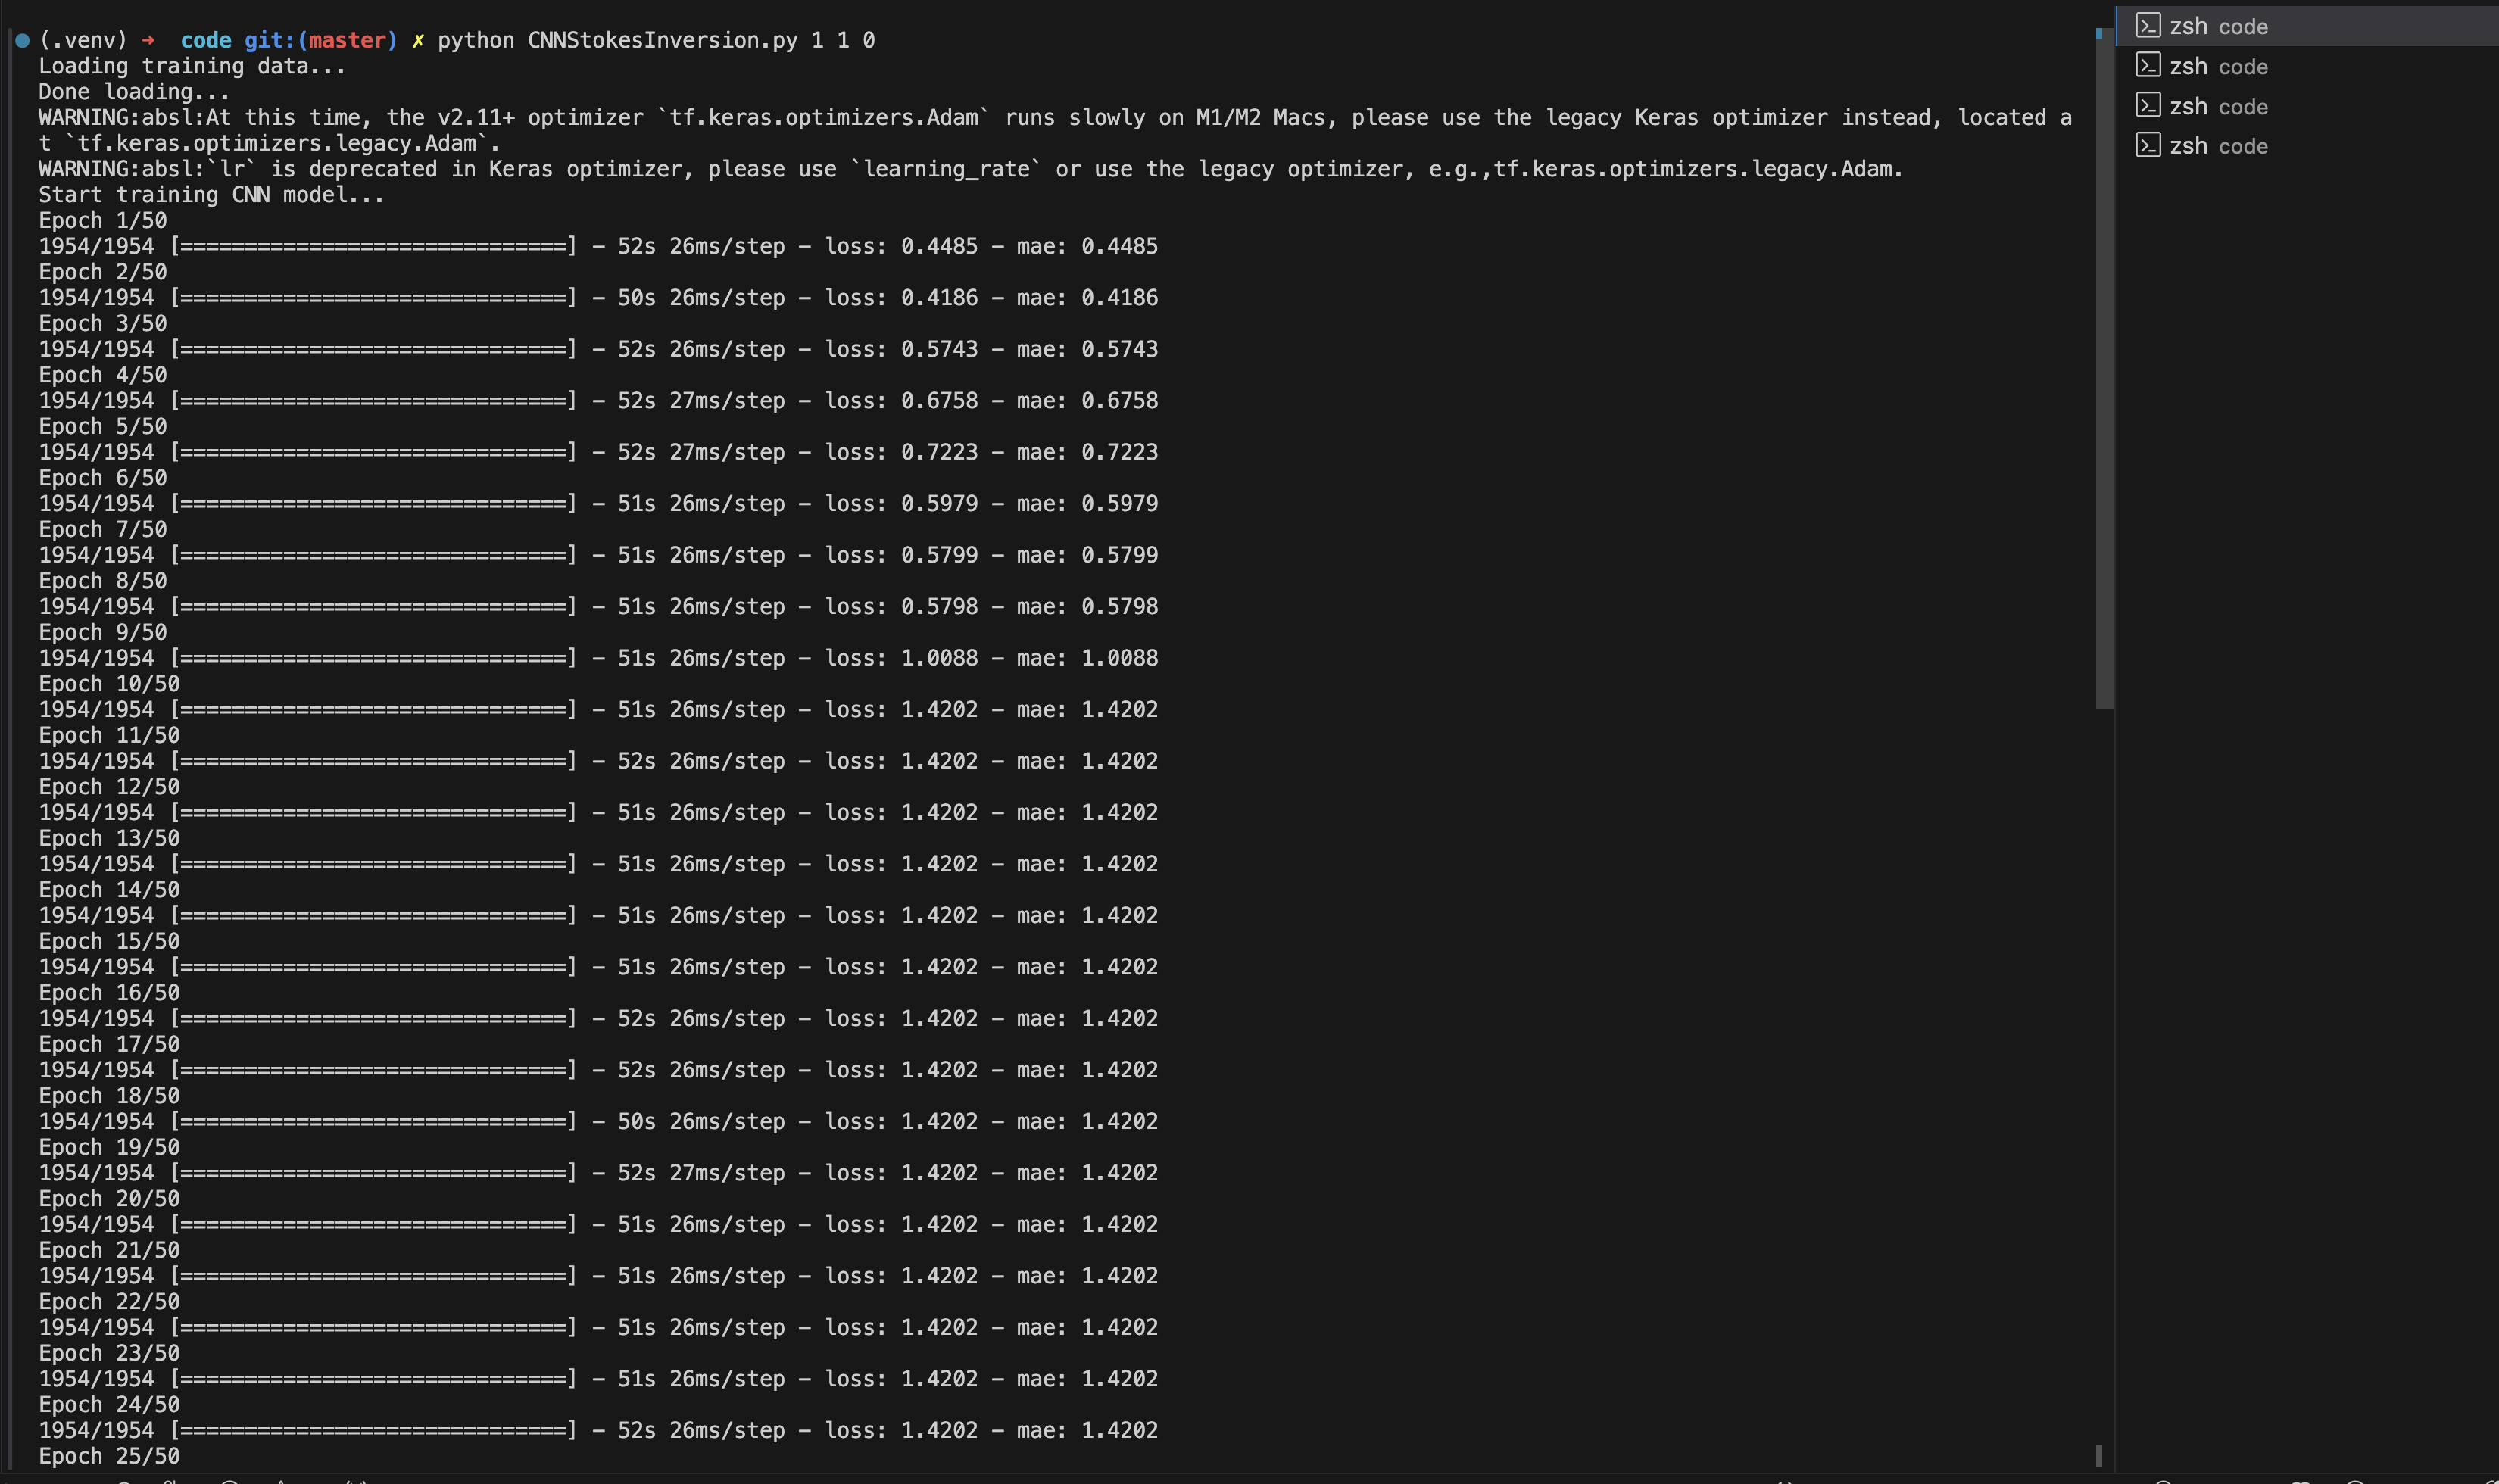 (.venv) ➜ code git:(master) ✗ python CNNStokesInversion.py 1 1 0
Loading training data...
Done loading...
WARNING:absl:At this time, the v2.11+ optimizer `tf.keras.optimizers.Adam` runs slowly on M1/M2 Macs, please use the legacy Keras optimizer instead, located a
t `tf.keras.optimizers.legacy.Adam`.
WARNING:absl:`lr` is deprecated in Keras optimizer, please use `learning_rate` or use the legacy optimizer, e.g.,tf.keras.optimizers.legacy.Adam.
Start training CNN model...
Epoch 1/50
1954/1954 [==============================] - 52s 26ms/step - loss: 0.4485 - mae: 0.4485
Epoch 2/50
1954/1954 [==============================] - 50s 26ms/step - loss: 0.4186 - mae: 0.4186
Epoch 3/50
1954/1954 [==============================] - 52s 26ms/step - loss: 0.5743 - mae: 0.5743
Epoch 4/50
1954/1954 [==============================] - 52s 27ms/step - loss: 0.6758 - mae: 0.6758
Epoch 5/50
1954/1954 [==============================] - 52s 27ms/step - loss: 0.7223 - mae: 0.7223
Epoch 6/50
1954/1954 [==============================] - 51s 26ms/step - loss: 0.5979 - mae: 0.5979
Epoch 7/50
1954/1954 [==============================] - 51s 26ms/step - loss: 0.5799 - mae: 0.5799
Epoch 8/50
1954/1954 [==============================] - 51s 26ms/step - loss: 0.5798 - mae: 0.5798
Epoch 9/50
1954/1954 [==============================] - 51s 26ms/step - loss: 1.0088 - mae: 1.0088
Epoch 10/50
1954/1954 [==============================] - 51s 26ms/step - loss: 1.4202 - mae: 1.4202
Epoch 11/50
1954/1954 [==============================] - 52s 26ms/step - loss: 1.4202 - mae: 1.4202
Epoch 12/50
1954/1954 [==============================] - 51s 26ms/step - loss: 1.4202 - mae: 1.4202
Epoch 13/50
1954/1954 [==============================] - 51s 26ms/step - loss: 1.4202 - mae: 1.4202
Epoch 14/50
1954/1954 [==============================] - 51s 26ms/step - loss: 1.4202 - mae: 1.4202
Epoch 15/50
1954/1954 [==============================] - 51s 26ms/step - loss: 1.4202 - mae: 1.4202
Epoch 16/50
1954/1954 [==============================] - 52s 26ms/step - loss: 1.4202 - mae: 1.4202
Epoch 17/50
1954/1954 [==============================] - 52s 26ms/step - loss: 1.4202 - mae: 1.4202
Epoch 18/50
1954/1954 [==============================] - 50s 26ms/step - loss: 1.4202 - mae: 1.4202
Epoch 19/50
1954/1954 [==============================] - 52s 27ms/step - loss: 1.4202 - mae: 1.4202
Epoch 20/50
1954/1954 [==============================] - 51s 26ms/step - loss: 1.4202 - mae: 1.4202
Epoch 21/50
1954/1954 [==============================] - 51s 26ms/step - loss: 1.4202 - mae: 1.4202
Epoch 22/50
1954/1954 [==============================] - 51s 26ms/step - loss: 1.4202 - mae: 1.4202
Epoch 23/50
1954/1954 [==============================] - 51s 26ms/step - loss: 1.4202 - mae: 1.4202
Epoch 24/50
1954/1954 [==============================] - 52s 26ms/step - loss: 1.4202 - mae: 1.4202
Epoch 25/50
zsh code
zsh code
zsh code
zsh code